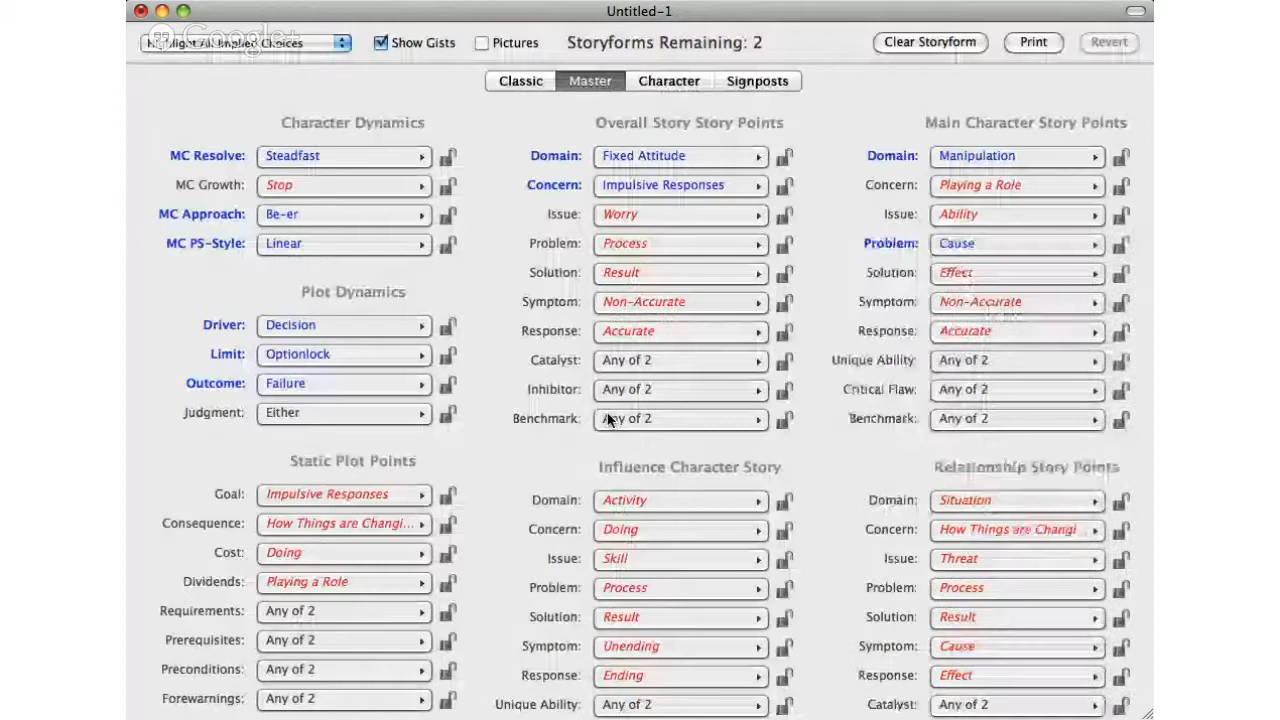 Untitled-1
Google+
Highlight All Implied Choices
Show Gists
Pictures
Storyforms Remaining: 2
Clear Storyform
Print
Revert
Classic
Master
Character
Signposts
Character Dynamics
MC Resolve: Steadfast
MC Growth: Stop
MC Approach: Be-er
MC PS-Style: Linear
Plot Dynamics
Driver: Decision
Limit: Optionlock
Outcome: Failure
Judgment: Either
Static Plot Points
Goal: Impulsive Responses
Consequence: How Things are Changi...
Cost: Doing
Dividends: Playing a Role
Requirements: Any of 2
Prerequisites: Any of 2
Preconditions: Any of 2
Forewarnings: Any of 2
Overall Story Story Points
Domain: Fixed Attitude
Concern: Impulsive Responses
Issue: Worry
Problem: Process
Solution: Result
Symptom: Non-Accurate
Response: Accurate
Catalyst: Any of 2
Inhibitor: Any of 2
Benchmark: Any of 2
Influence Character Story
Domain: Activity
Concern: Doing
Issue: Skill
Problem: Process
Solution: Result
Symptom: Unending
Response: Ending
Unique Ability: Any of 2
Main Character Story Points
Domain: Manipulation
Concern: Playing a Role
Issue: Ability
Problem: Cause
Solution: Effect
Symptom: Non-Accurate
Response: Accurate
Unique Ability: Any of 2
Critical Flaw: Any of 2
Benchmark: Any of 2
Relationship Story Points
Domain: Situation
Concern: How Things are Changi
Issue: Threat
Problem: Process
Solution: Result
Symptom: Cause
Response: Effect
Catalyst: Any of 2